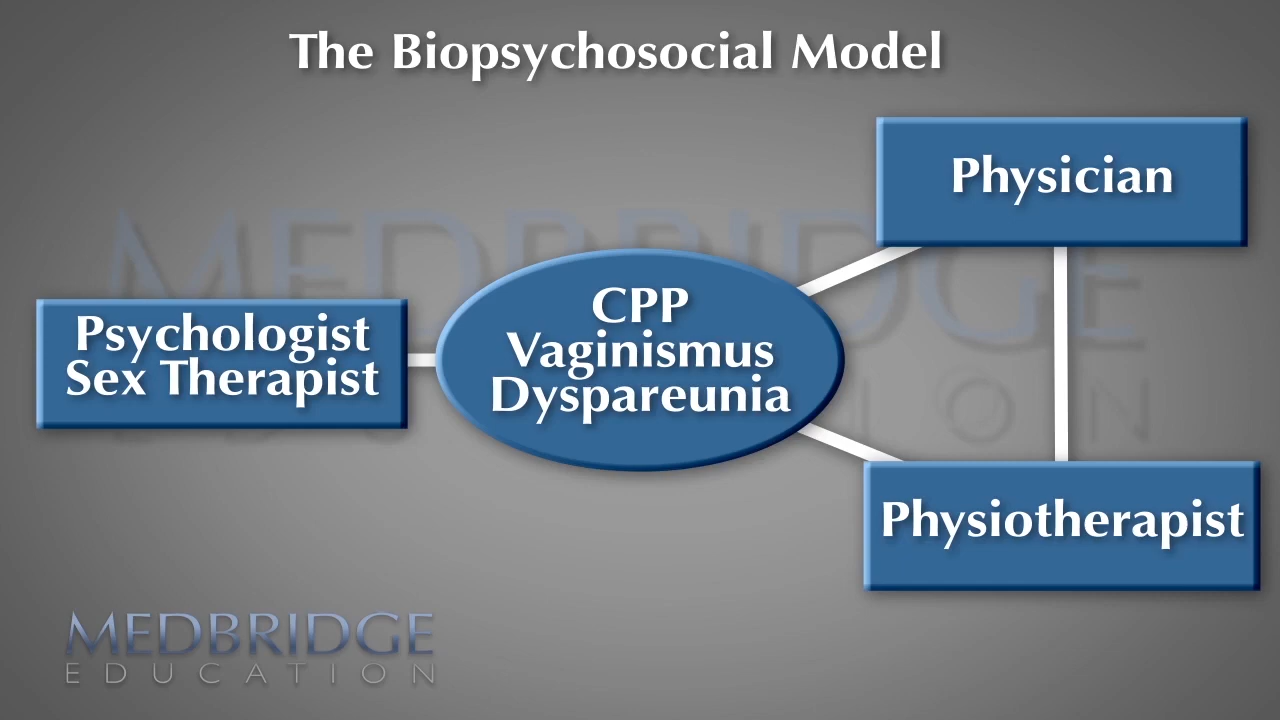 The Biopsychosocial Model
Physician
Psychologist
Sex Therapist
CPP
Vaginismus
Dyspareunia
Physiotherapist
MEDBRIDGE
EDUCATION